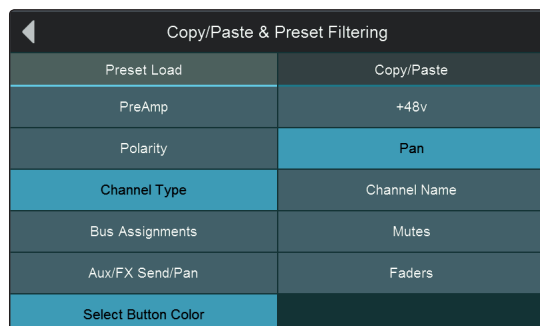 Copy/Paste & Preset Filtering
Preset Load
Copy/Paste
PreAmp
+48v
Polarity
Pan
Channel Type
Channel Name
Bus Assignments
Mutes
Aux/FX Send/Pan
Faders
Select Button Color